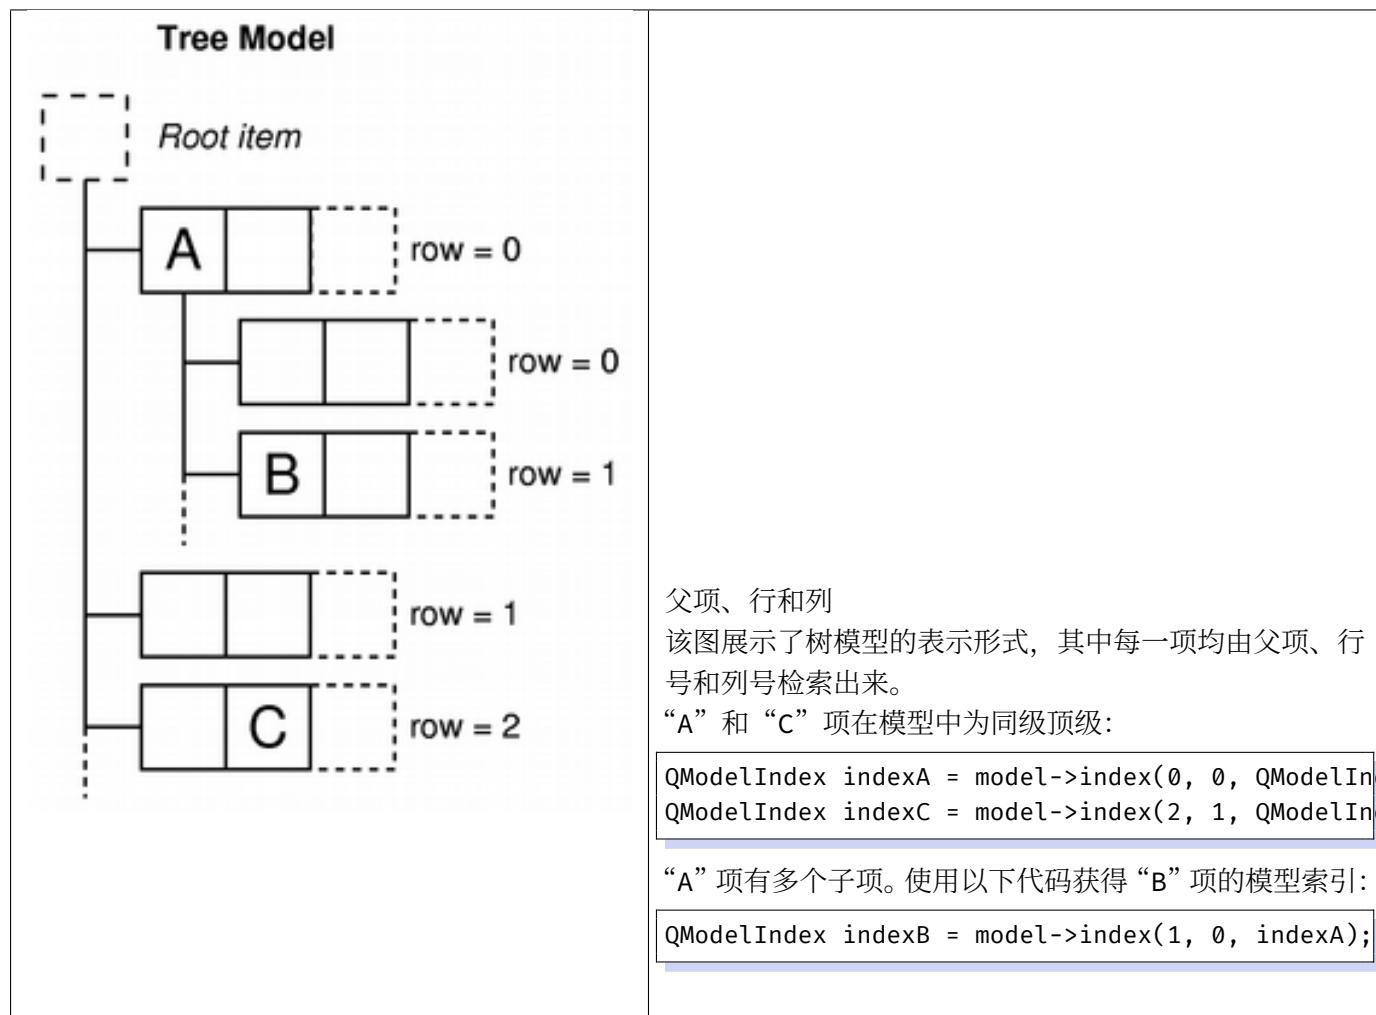 Tree Model
Root item
A
row = 0
row = 0
B
row = 1
row = 1
C
row = 2
父项、行和列
该图展示了树模型的表示形式，其中每一项均由父项、行
号和列号检索出来。
“A”和“C”项在模型中为同级顶级：
QModelIndex indexA = model->index(0, 0, QModelIn
QModelIndex indexC = model->index(2, 1, QModelIn
“A”项有多个子项。使用以下代码获得“B”项的模型索引：
QModelIndex indexB = model->index(1, 0, indexA);